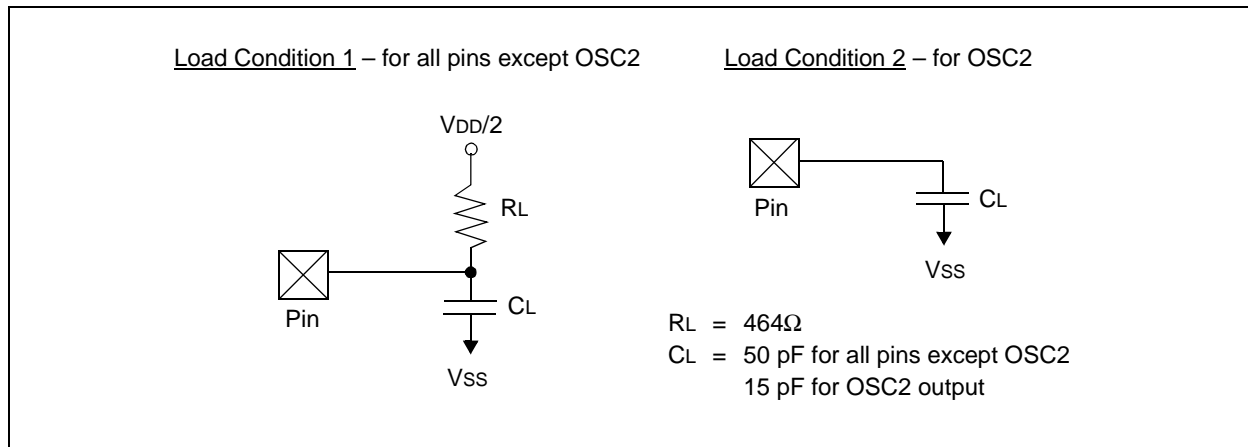 Load Condition 1 – for all pins except OSC2
VDD/2
RL
Pin
CL
VSS
Load Condition 2 – for OSC2
Pin
CL
VSS
RL = 464Ω
CL = 50 pF for all pins except OSC2
15 pF for OSC2 output